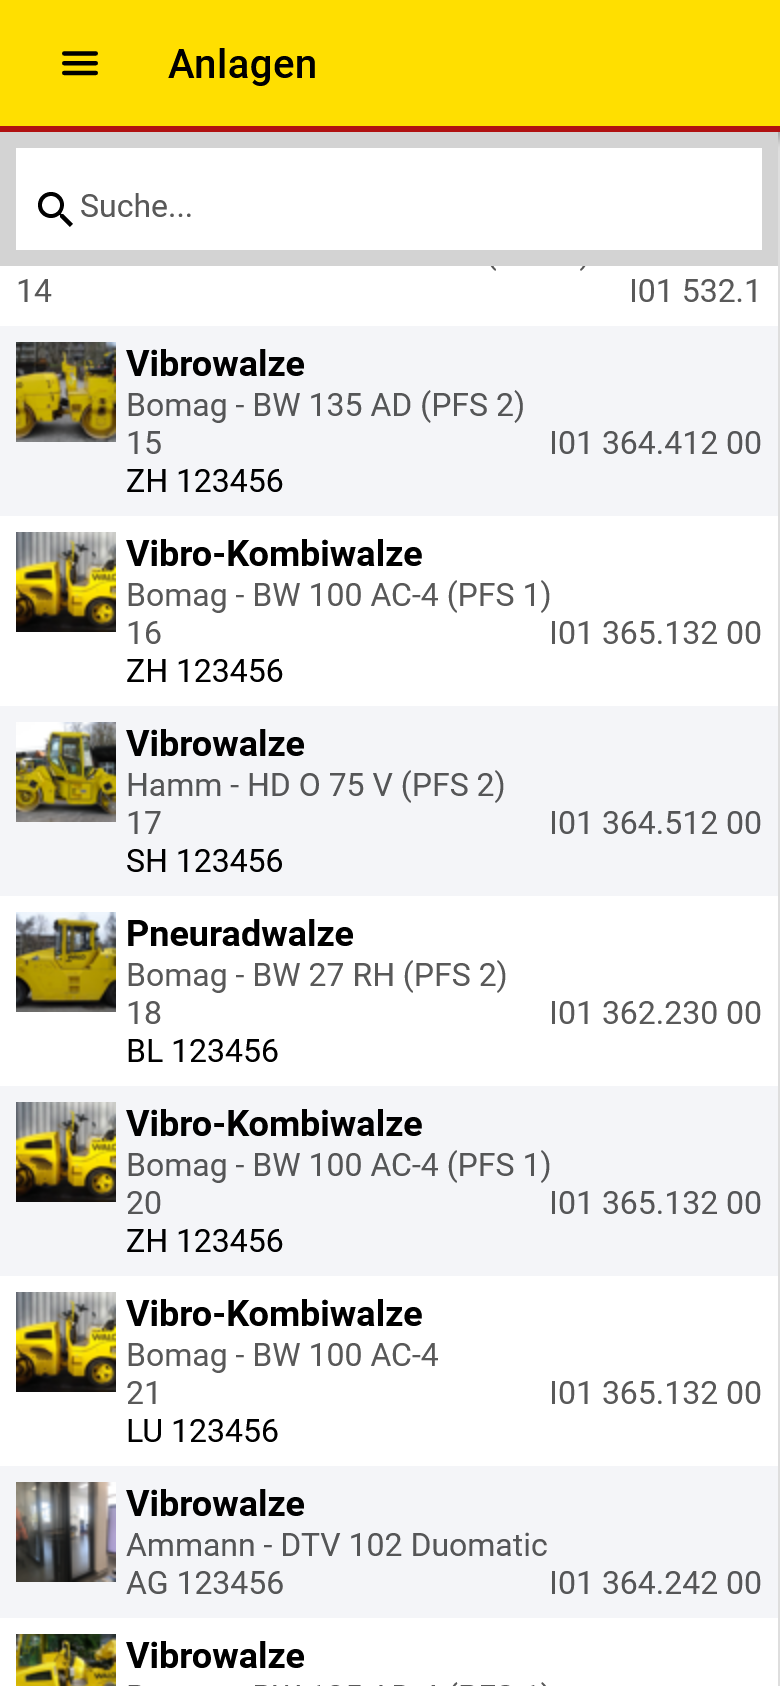 Anlagen
Suche...
14 I01 532.1
Vibrowalze
Bomag - BW 135 AD (PFS 2)
15 I01 364.412 00
ZH 123456
Vibro-Kombiwalze
Bomag - BW 100 AC-4 (PFS 1)
16 I01 365.132 00
ZH 123456
Vibrowalze
Hamm - HD O 75 V (PFS 2)
17 I01 364.512 00
SH 123456
Pneuradwalze
Bomag - BW 27 RH (PFS 2)
18 I01 362.230 00
BL 123456
Vibro-Kombiwalze
Bomag - BW 100 AC-4 (PFS 1)
20 I01 365.132 00
ZH 123456
Vibro-Kombiwalze
Bomag - BW 100 AC-4
21 I01 365.132 00
LU 123456
Vibrowalze
Ammann - DTV 102 Duomatic
AG 123456 I01 364.242 00
Vibrowalze